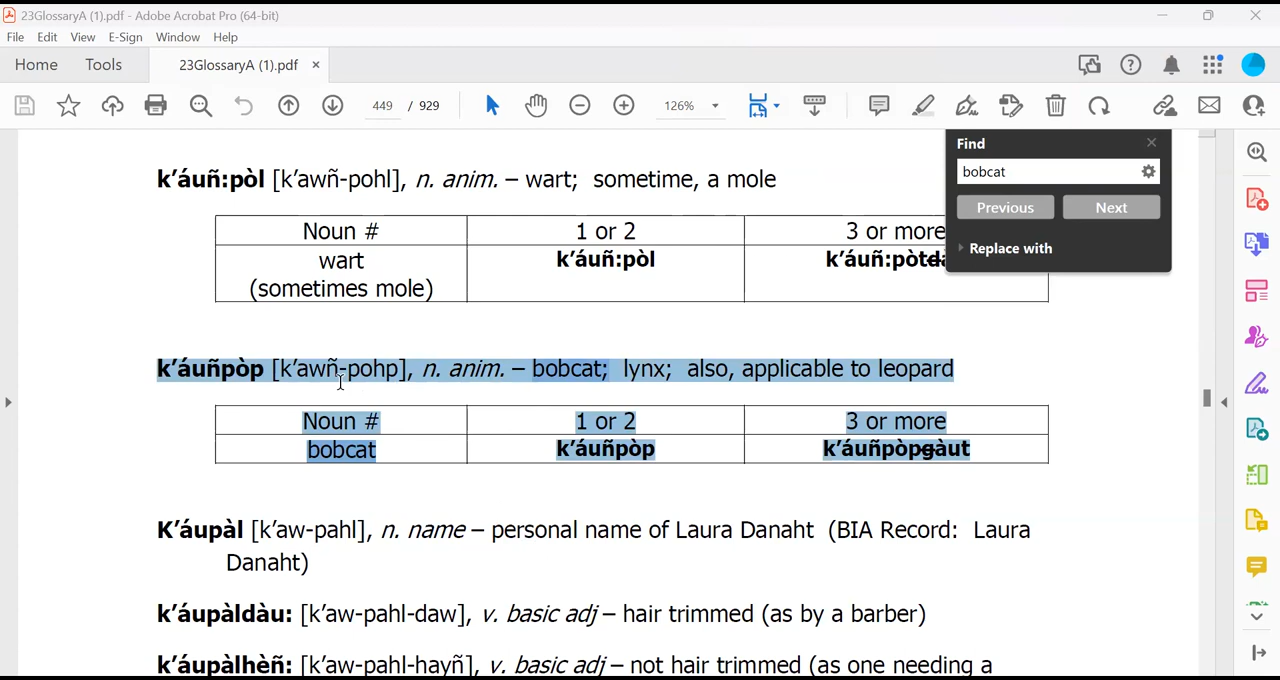 23GlossaryA (1).pdf - Adobe Acrobat Pro (64-bit)
File Edit View E-Sign Window Help
Home Tools 23GlossaryA (1).pdf ×
449 / 929 126%
Find
bobcat
Previous Next
Replace with
k’áuñ:pòl [k’awñ-pohl], n. anim. – wart; sometime, a mole
Noun # 1 or 2 3 or more
wart k’áuñ:pòl k’áuñ:pòtd
(sometimes mole)
k’áuñpòp [k’awñ-pohp], n. anim. – bobcat; lynx; also, applicable to leopard
Noun # 1 or 2 3 or more
bobcat k’áuñpòp k’áuñpòpgàut
K’áupàl [k’aw-pahl], n. name – personal name of Laura Danaht (BIA Record: Laura
Danaht)
k’áupàldàu: [k’aw-pahl-daw], v. basic adj – hair trimmed (as by a barber)
k’áupàlhèñ: [k’aw-pahl-hayñ], v. basic adj – not hair trimmed (as one needing a